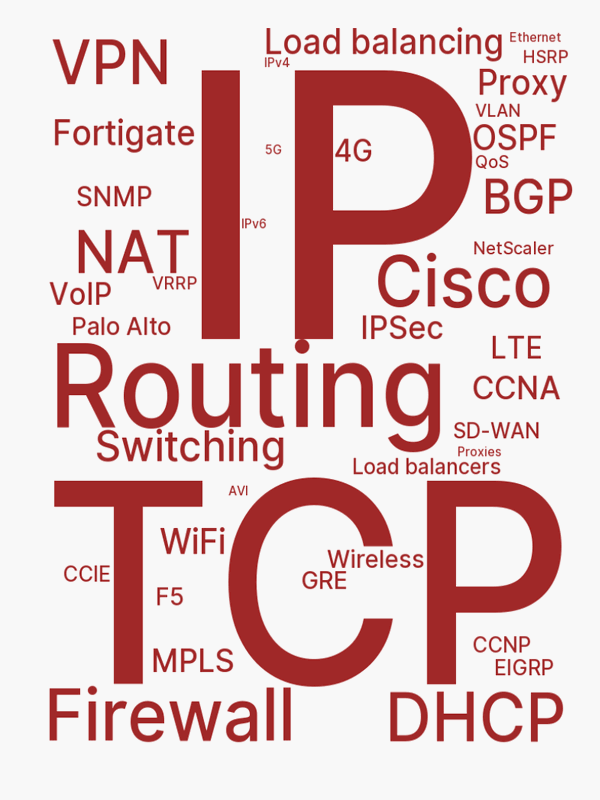 VPN
Load balancing
Ethernet
HSRP
IPv4
IP
Proxy
VLAN
Fortigate
OSPF
5G
4G
QoS
SNMP
BGP
IPv6
NAT
NetScaler
Cisco
VRRP
VoIP
Palo Alto
IPSec
LTE
Routing
CCNA
SD-WAN
Switching
Proxies
Load balancers
AVI
TCP
WiFi
Wireless
CCIE
GRE
F5
CCNP
MPLS
EIGRP
Firewall
DHCP